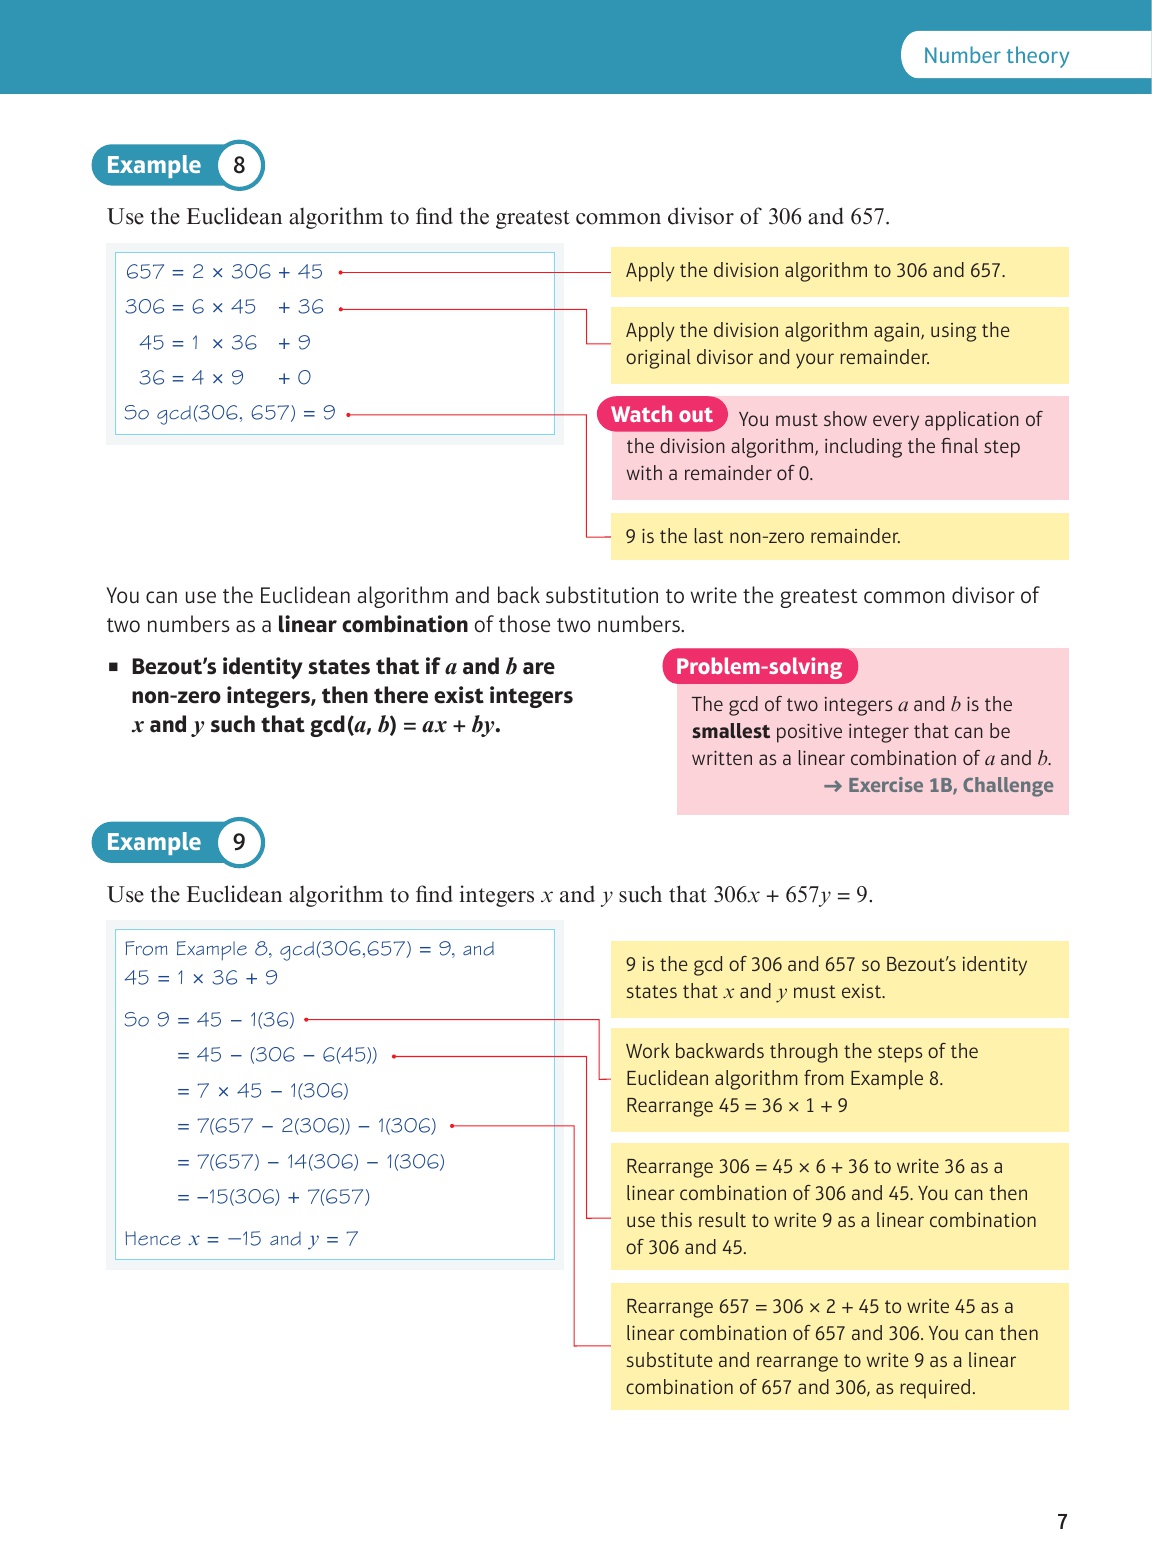 Number theory
Example 8
Use the Euclidean algorithm to find the greatest common divisor of 306 and 657.
657 = 2 × 306 + 45
306 = 6 × 45 + 36
45 = 1 × 36 + 9
36 = 4 × 9 + 0
So gcd(306, 657) = 9
Apply the division algorithm to 306 and 657.
Apply the division algorithm again, using the
original divisor and your remainder.
Watch out You must show every application of
the division algorithm, including the final step
with a remainder of 0.
9 is the last non-zero remainder.
You can use the Euclidean algorithm and back substitution to write the greatest common divisor of
two numbers as a linear combination of those two numbers.
■ Bezout’s identity states that if a and b are
non-zero integers, then there exist integers
x and y such that gcd(a, b) = ax + by.
Problem-solving
The gcd of two integers a and b is the
smallest positive integer that can be
written as a linear combination of a and b.
→ Exercise 1B, Challenge
Example 9
Use the Euclidean algorithm to find integers x and y such that 306x + 657y = 9.
From Example 8, gcd(306,657) = 9, and
45 = 1 × 36 + 9
So 9 = 45 − 1(36)
= 45 − (306 − 6(45))
= 7 × 45 − 1(306)
= 7(657 − 2(306)) − 1(306)
= 7(657) − 14(306) − 1(306)
= −15(306) + 7(657)
Hence x = −15 and y = 7
9 is the gcd of 306 and 657 so Bezout’s identity
states that x and y must exist.
Work backwards through the steps of the
Euclidean algorithm from Example 8.
Rearrange 45 = 36 × 1 + 9
Rearrange 306 = 45 × 6 + 36 to write 36 as a
linear combination of 306 and 45. You can then
use this result to write 9 as a linear combination
of 306 and 45.
Rearrange 657 = 306 × 2 + 45 to write 45 as a
linear combination of 657 and 306. You can then
substitute and rearrange to write 9 as a linear
combination of 657 and 306, as required.
7